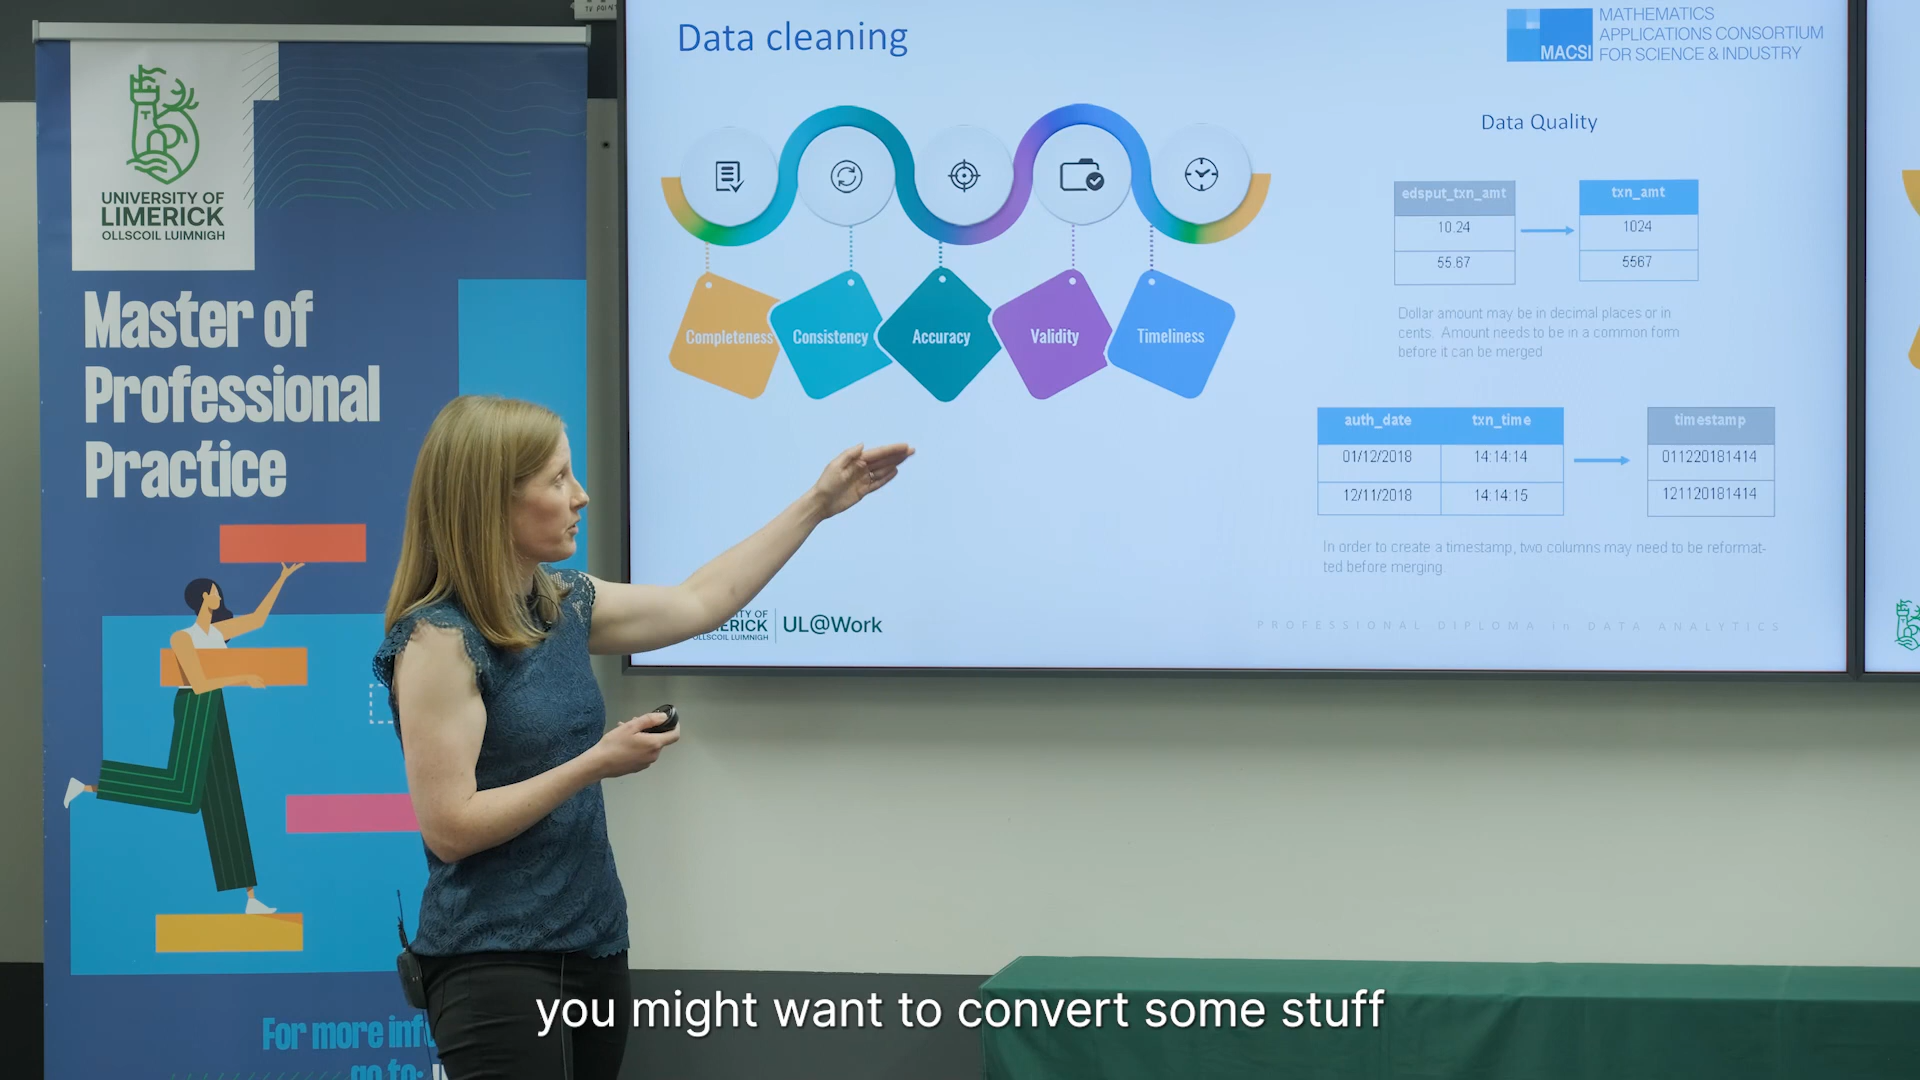 UNIVERSITY OF
LIMERICK
OLLSCOIL LUIMNIGH
Master of
Professional
Practice
For more info
go to:
Data cleaning
MACSI
MATHEMATICS
APPLICATIONS CONSORTIUM
FOR SCIENCE & INDUSTRY
Completeness
Consistency
Accuracy
Validity
Timeliness
Data Quality
edsput_txn_amt
10.24
55.67
txn_amt
1024
5567
Dollar amount may be in decimal places or in
cents. Amount needs to be in a common form
before it can be merged
auth_date txn_time
01/12/2018 14:14:14
12/11/2018 14:14:15
timestamp
011220181414
121120181414
In order to create a timestamp, two columns may need to be reformat-
ted before merging.
OLLSCOIL LUIMNIGH
UL@Work
PROFESSIONAL DIPLOMA in DATA ANALYTICS
you might want to convert some stuff